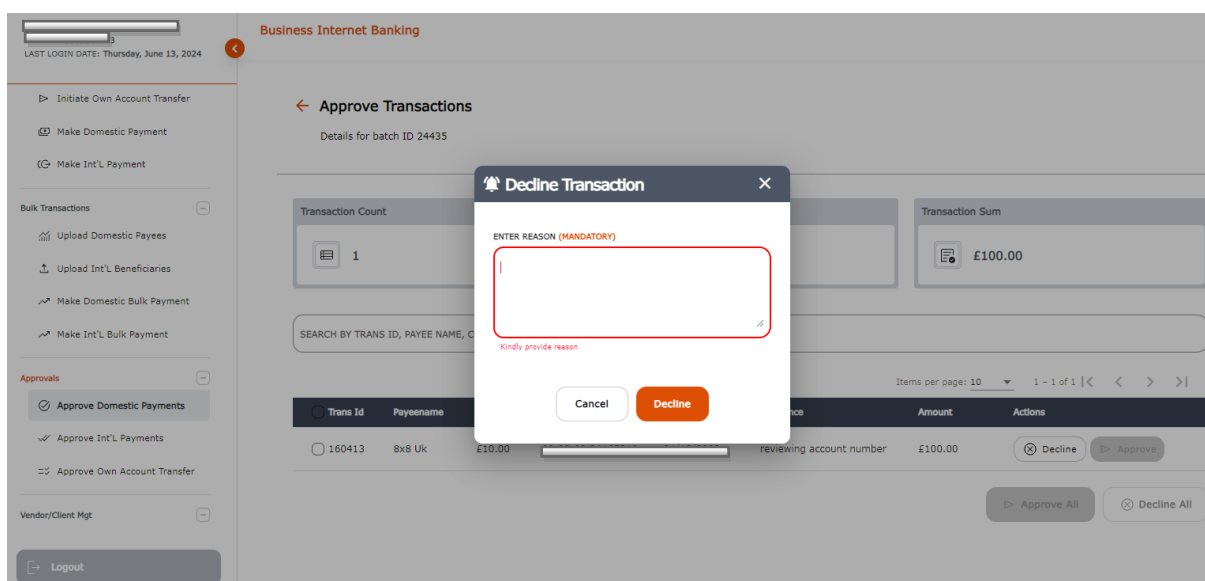 3
LAST LOGIN DATE: Thursday, June 13, 2024
Business Internet Banking
Initiate Own Account Transfer
Make Domestic Payment
Make Int'L Payment
Bulk Transactions
Upload Domestic Payees
Upload Int'L Beneficiaries
Make Domestic Bulk Payment
Make Int'L Bulk Payment
Approvals
Approve Domestic Payments
Approve Int'L Payments
Approve Own Account Transfer
Vendor/Client Mgt
Logout
Approve Transactions
Details for batch ID 24435
Transaction Count
1
Transaction Sum
£100.00
SEARCH BY TRANS ID, PAYEE NAME, C
Items per page: 10 1 – 1 of 1
Trans Id Payeename Amount Actions
160413 8x8 Uk £10.00 reviewing account number £100.00 Decline Approve
Approve All Decline All
Decline Transaction
ENTER REASON (MANDATORY)
Kindly provide reason
Cancel Decline